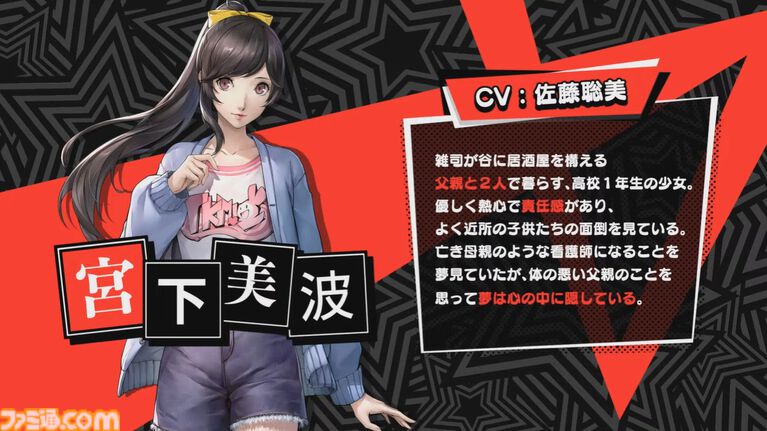 CV：佐藤聡美
雑司が谷に居酒屋を構える
父親と２人で暮らす、高校１年生の少女。
優しく熱心で責任感があり、
よく近所の子供たちの面倒を見ている。
亡き母親のような看護師になることを
夢見ていたが、体の悪い父親のことを
思って夢は心の中に隠している。
宮下美波
ファミ通.com